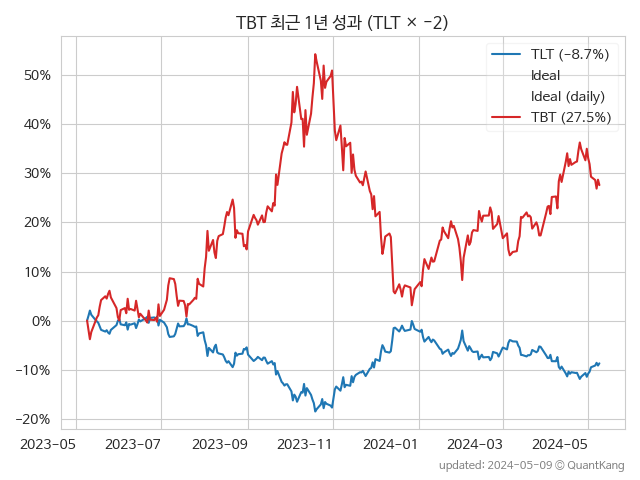 TBT 최근 1년 성과 (TLT × −2)
TLT (−8.7%)
Ideal
Ideal (daily)
TBT (27.5%)
50%
40%
30%
20%
10%
0%
−10%
−20%
2023-05 2023-07 2023-09 2023-11 2024-01 2024-03 2024-05
updated: 2024-05-09 © QuantKang